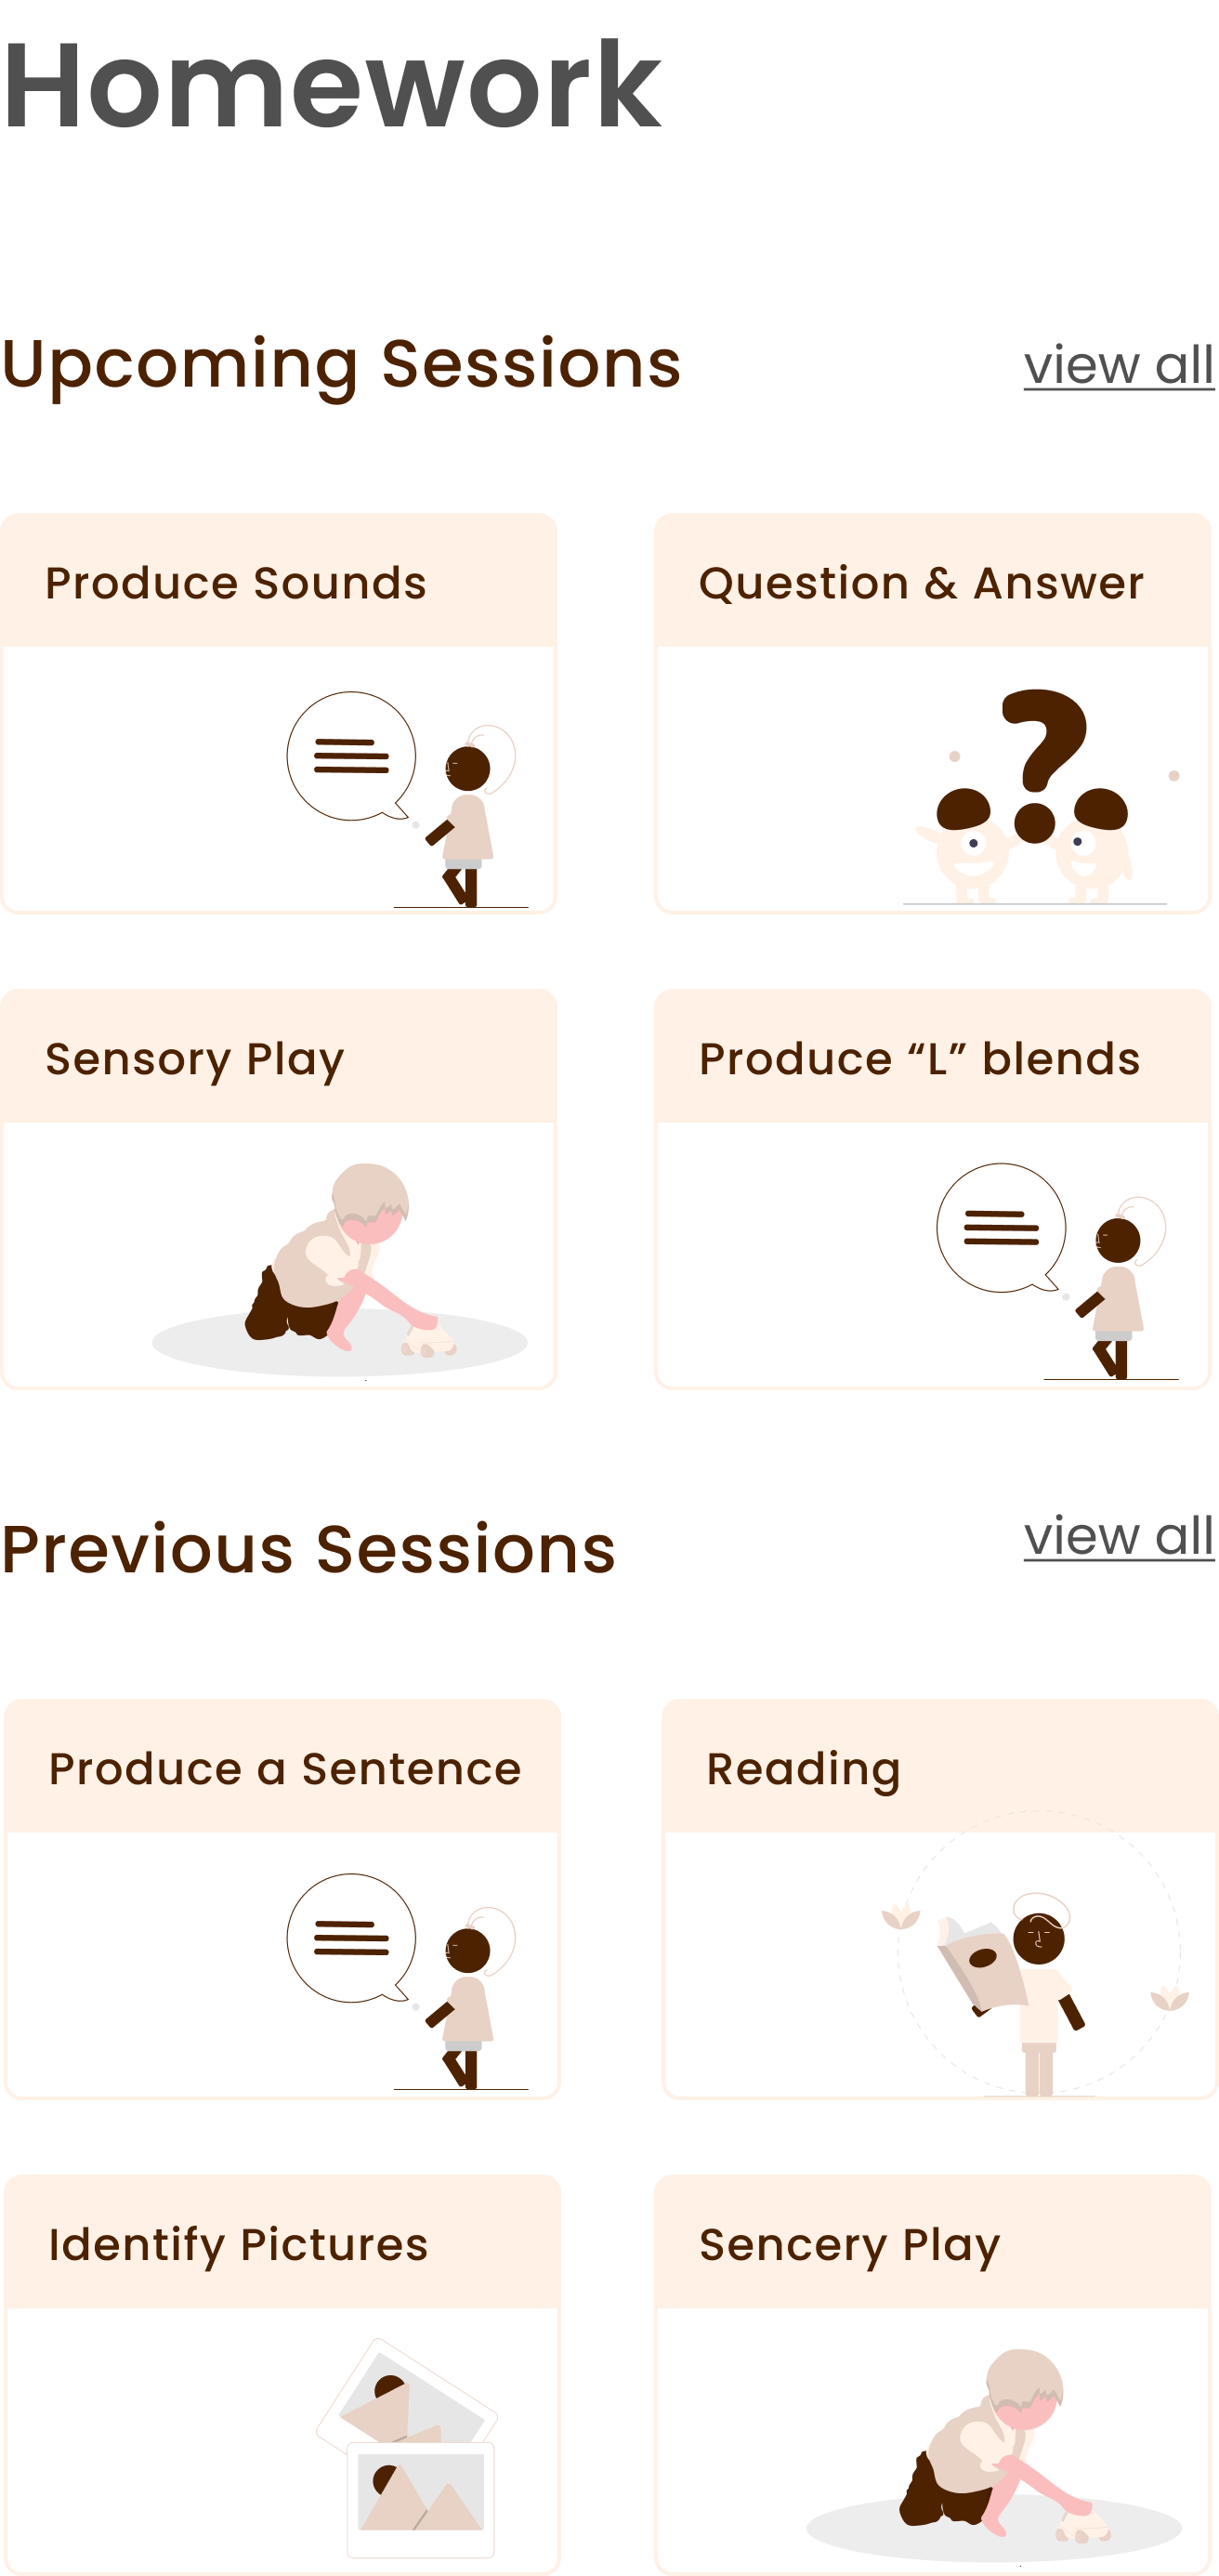 Homework
Upcoming Sessions
view all
Produce Sounds
Question & Answer
Sensory Play
Produce “L” blends
Previous Sessions
view all
Produce a Sentence
Reading
Identify Pictures
Sencery Play